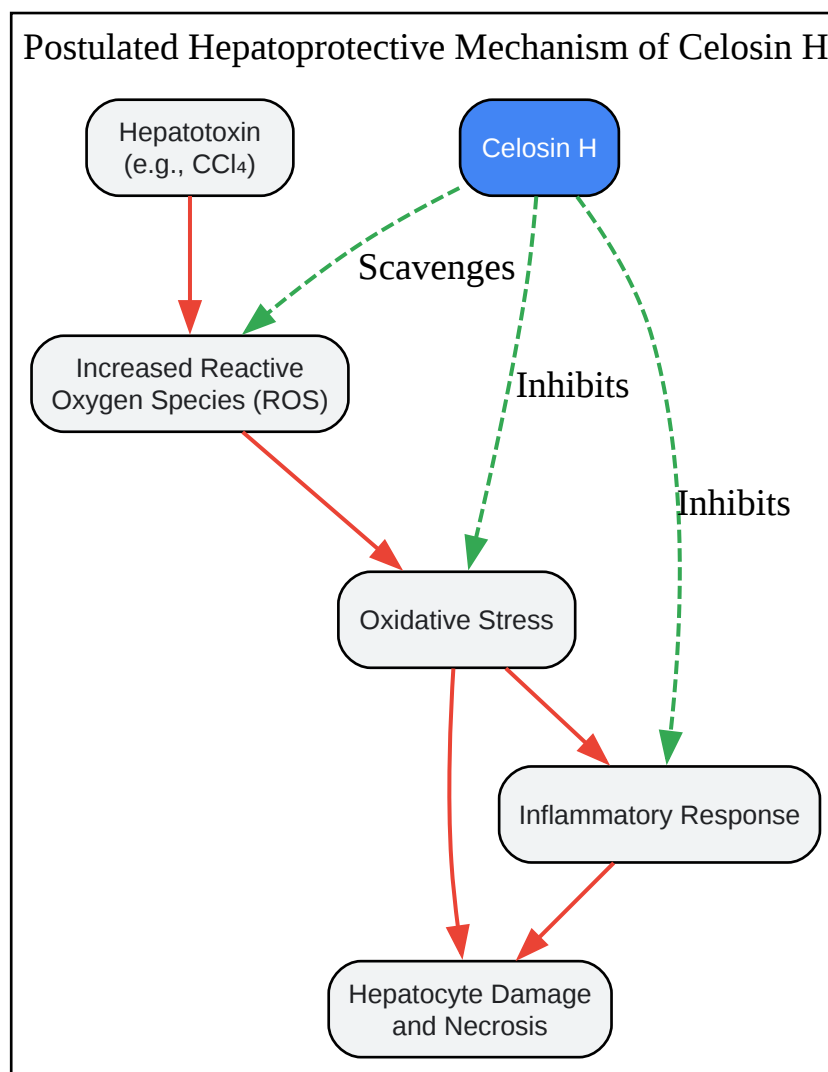 Postulated Hepatoprotective Mechanism of Celosin H
Hepatotoxin
(e.g., CCl₄)
Celosin H
Scavenges
Increased Reactive
Oxygen Species (ROS)
Inhibits
Inhibits
Oxidative Stress
Inflammatory Response
Hepatocyte Damage
and Necrosis